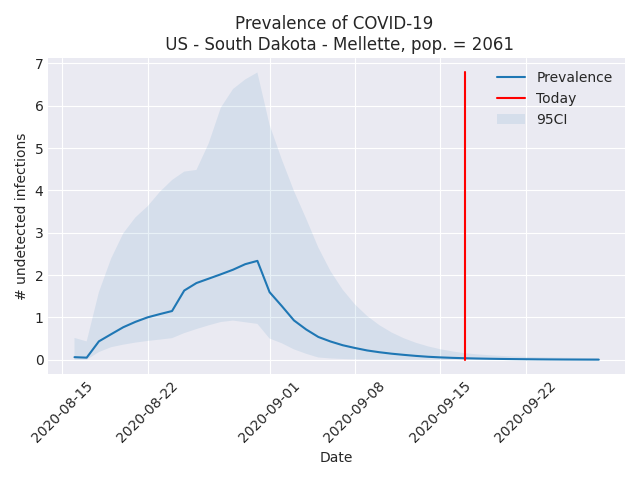 Prevalence of COVID-19
US - South Dakota - Mellette, pop. = 2061
7
6
5
4
3
2
1
0
# undetected infections
Prevalence
Today
95CI
2020-08-15
2020-08-22
2020-09-01
2020-09-08
2020-09-15
2020-09-22
Date